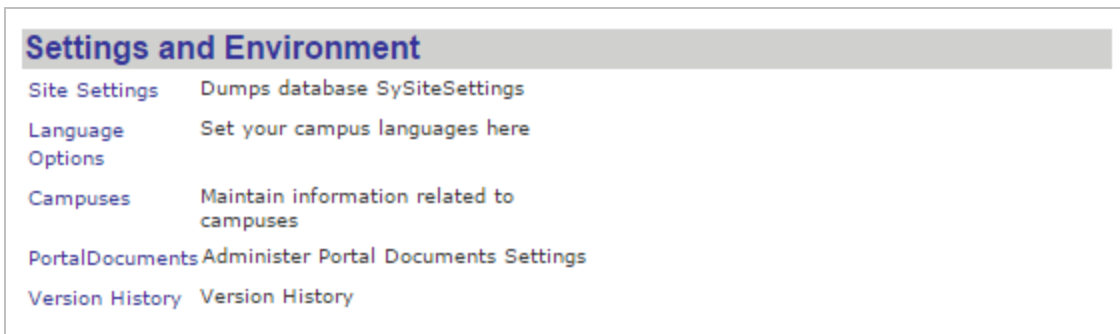 Settings and Environment
Site Settings Dumps database SySiteSettings
Language Set your campus languages here
Options
Campuses Maintain information related to
campuses
PortalDocuments Administer Portal Documents Settings
Version History Version History